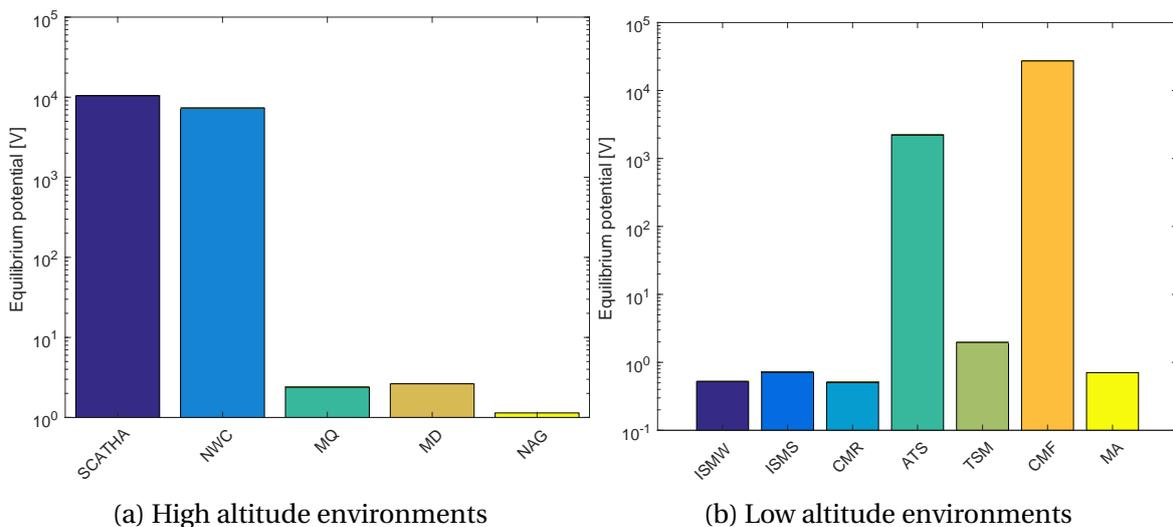 10^5
10^4
10^3
10^2
10^1
10^0
Equilibrium potential [V]
SCATHA
NWC
MQ
MD
NAG
(a) High altitude environments
10^5
10^4
10^3
10^2
10^1
10^0
10^-1
Equilibrium potential [V]
ISMW
ISMS
CMR
ATS
TSM
CMF
MA
(b) Low altitude environments